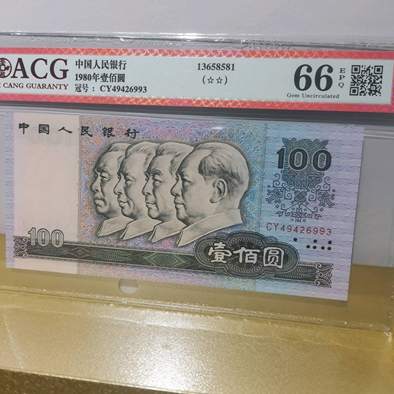 ACG
CANG GUARANTY
中国人民银行
1980年壹佰圆
冠号：CY49426993
13658581
(☆☆)
66
EPQ
Gem Uncirculated
中国人民银行
100
CY49426993
100
壹佰圆